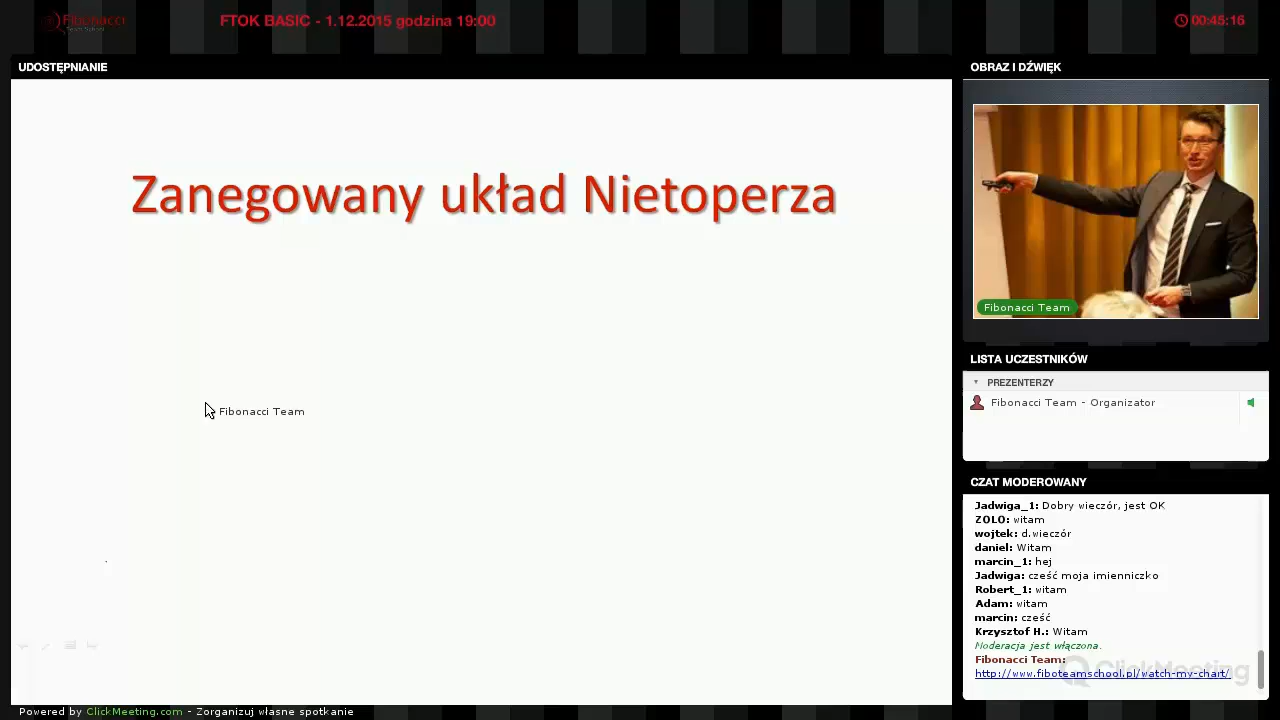 Fibonacci
Team School
FTOK BASIC - 1.12.2015 godzina 19:00
00:45:16
UDOSTĘPNIANIE
Zanegowany układ Nietoperza
Fibonacci Team
OBRAZ I DŹWIĘK
Fibonacci Team
LISTA UCZESTNIKÓW
PREZENTERZY
Fibonacci Team - Organizator
CZAT MODEROWANY
Jadwiga_1: Dobry wieczór, jest OK
ZOLO: witam
wojtek: d.wieczór
daniel: Witam
marcin_1: hej
Jadwiga: cześć moja imienniczko
Robert_1: witam
Adam: witam
marcin: cześć
Krzysztof H.: Witam
Moderacja jest włączona.
Fibonacci Team:
http://www.fiboteamschool.pl/watch-my-chart/
ClickMeeting
Powered by ClickMeeting.com - Zorganizuj własne spotkanie